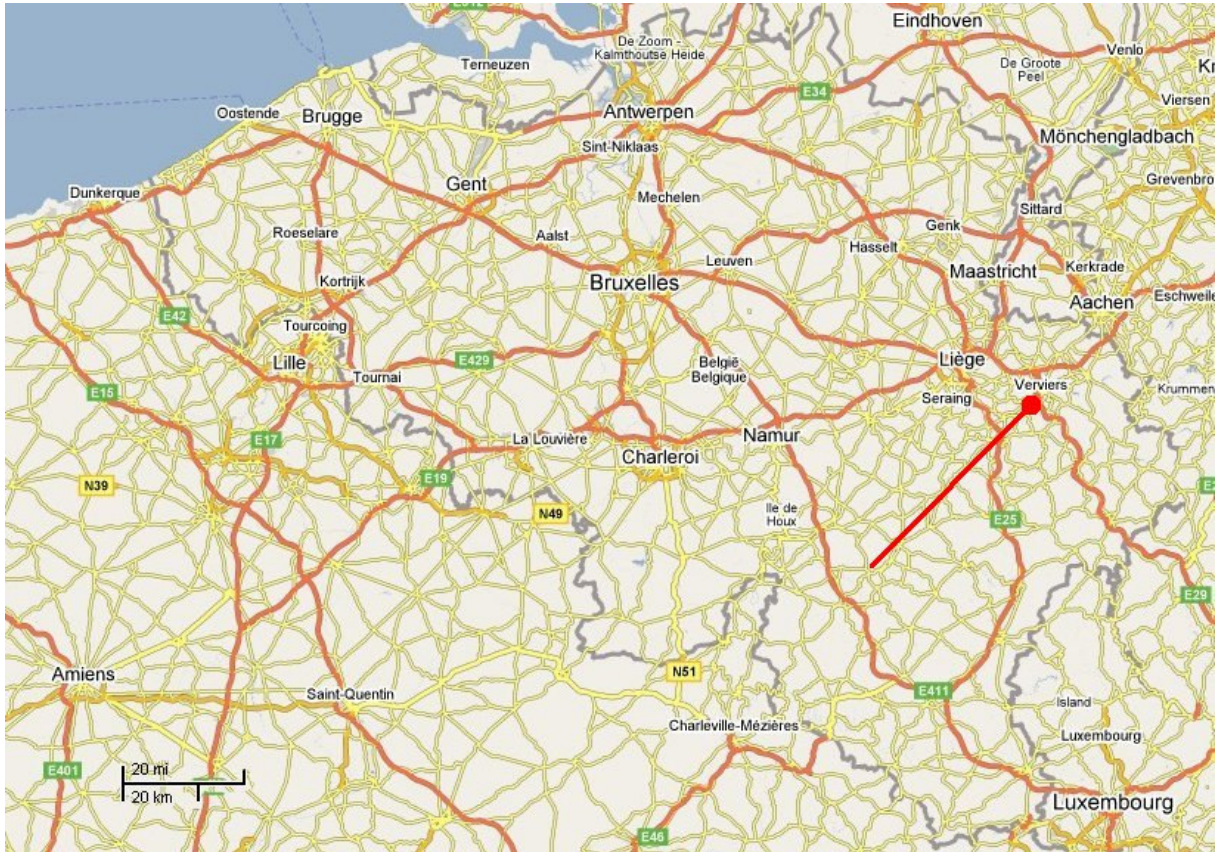 Eindhoven
De Zoom -
Kalmthoutse Heide
Terneuzen
Venlo
De Groote
Peel
E34
Viersen
Oostende
Brugge
Antwerpen
Sint-Niklaas
Mönchengladbach
Grevenbro
Dunkerque
Gent
Mechelen
Sittard
Roeselare
Aalst
Genk
Hasselt
Leuven
Kortrijk
Bruxelles
Maastricht
Kerkrade
Aachen
Eschweile
E42
Tourcoing
Lille
E429
België
Belgique
Liège
Verviers
Krummen
E15
Tournai
Seraing
E17
La Louvière
Namur
Charleroi
E19
N39
N49
Ile de
Houx
E25
E29
Amiens
Saint-Quentin
N51
E411
Island
Charleville-Mézières
Luxembourg
E401
20 mi
20 km
Luxembourg
E46